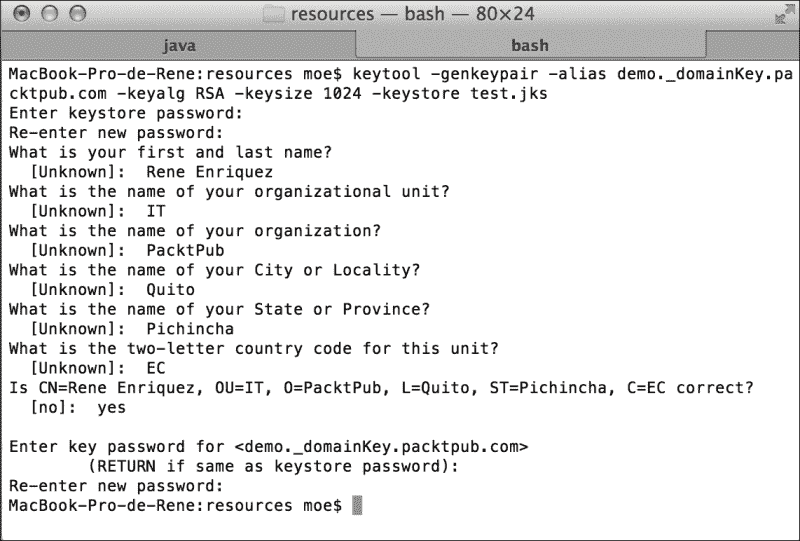 resources — bash — 80×24
java
bash
MacBook-Pro-de-Rene:resources moe$ keytool -genkeypair -alias demo._domainKey.pa
cktpub.com -keyalg RSA -keysize 1024 -keystore test.jks
Enter keystore password:
Re-enter new password:
What is your first and last name?
  [Unknown]:  Rene Enriquez
What is the name of your organizational unit?
  [Unknown]:  IT
What is the name of your organization?
  [Unknown]:  PacktPub
What is the name of your City or Locality?
  [Unknown]:  Quito
What is the name of your State or Province?
  [Unknown]:  Pichincha
What is the two-letter country code for this unit?
  [Unknown]:  EC
Is CN=Rene Enriquez, OU=IT, O=PacktPub, L=Quito, ST=Pichincha, C=EC correct?
  [no]:  yes

Enter key password for <demo._domainKey.packtpub.com>
        (RETURN if same as keystore password):
Re-enter new password:
MacBook-Pro-de-Rene:resources moe$